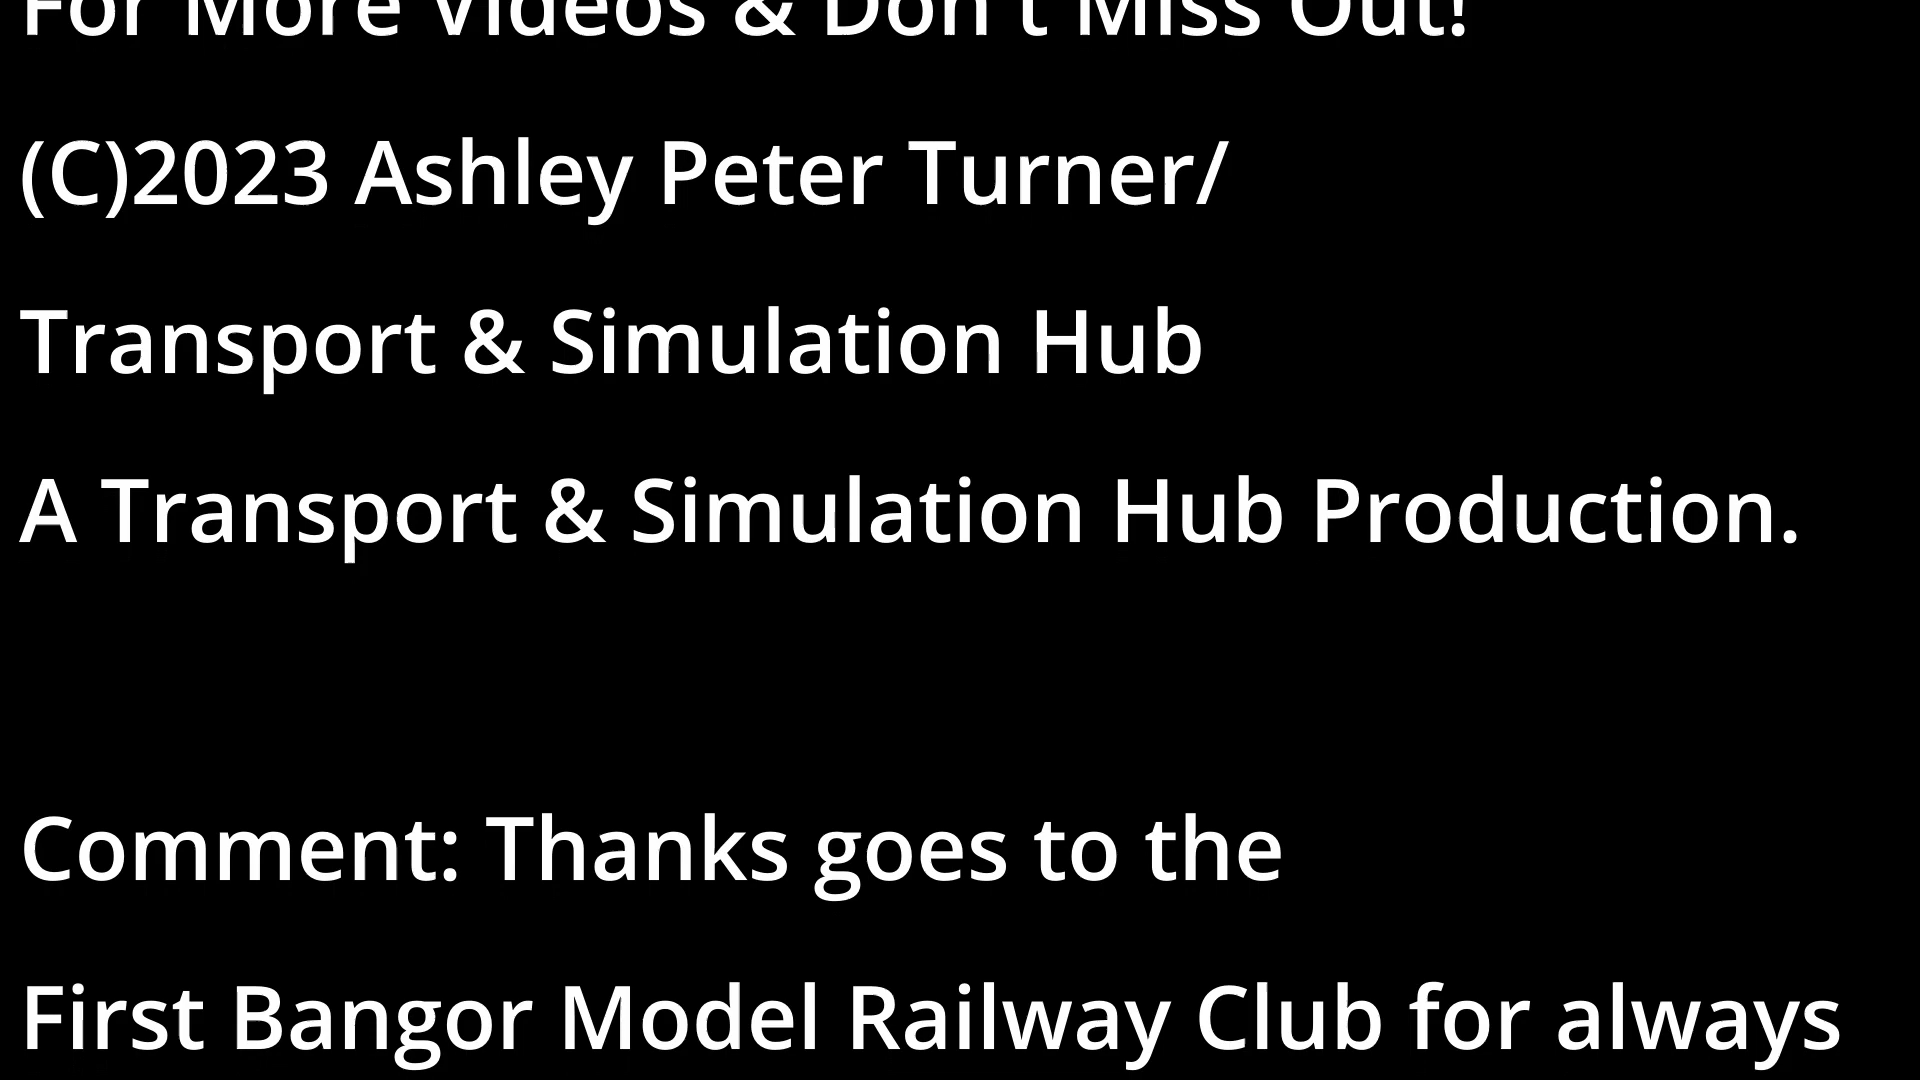 For More Videos & Don't Miss Out!
(C)2023 Ashley Peter Turner/
Transport & Simulation Hub
A Transport & Simulation Hub Production.
Comment: Thanks goes to the
First Bangor Model Railway Club for always